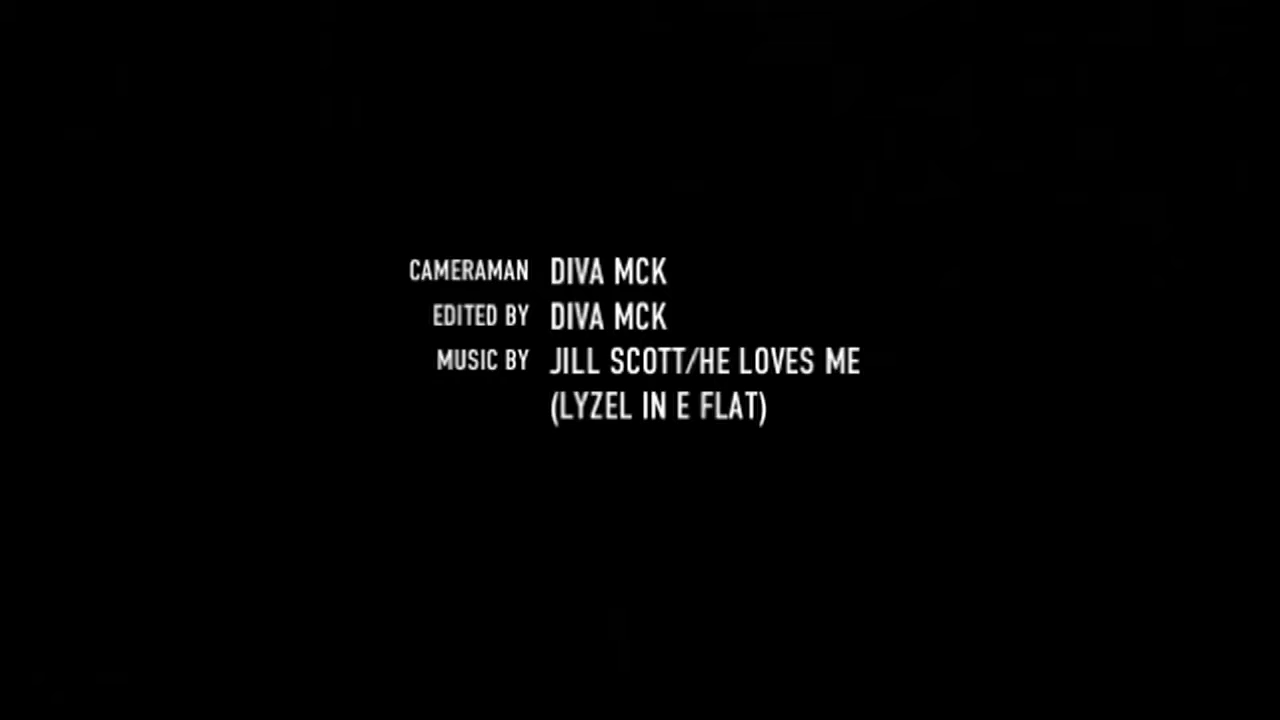 CAMERAMAN DIVA MCK
EDITED BY DIVA MCK
MUSIC BY JILL SCOTT/HE LOVES ME
(LYZEL IN E FLAT)